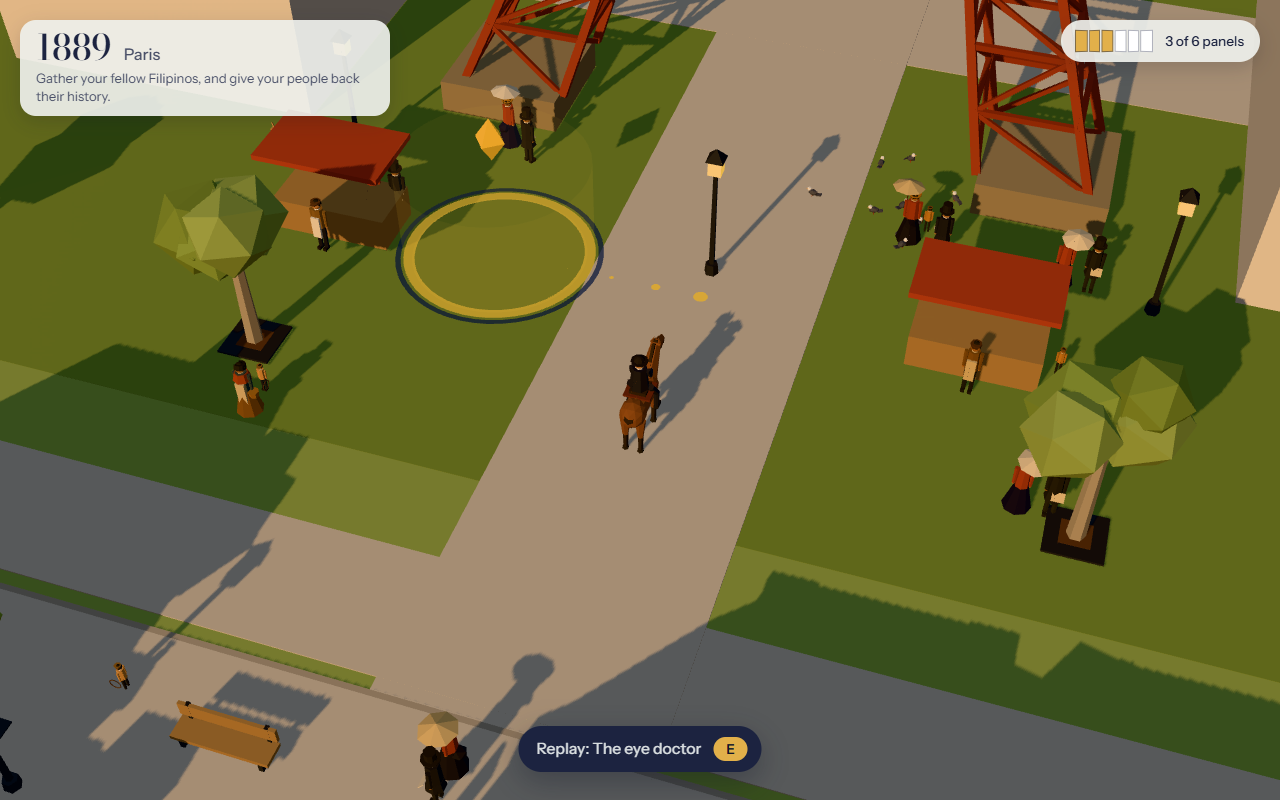 1889 Paris
Gather your fellow Filipinos, and give your people back
their history.
3 of 6 panels
Replay: The eye doctor E